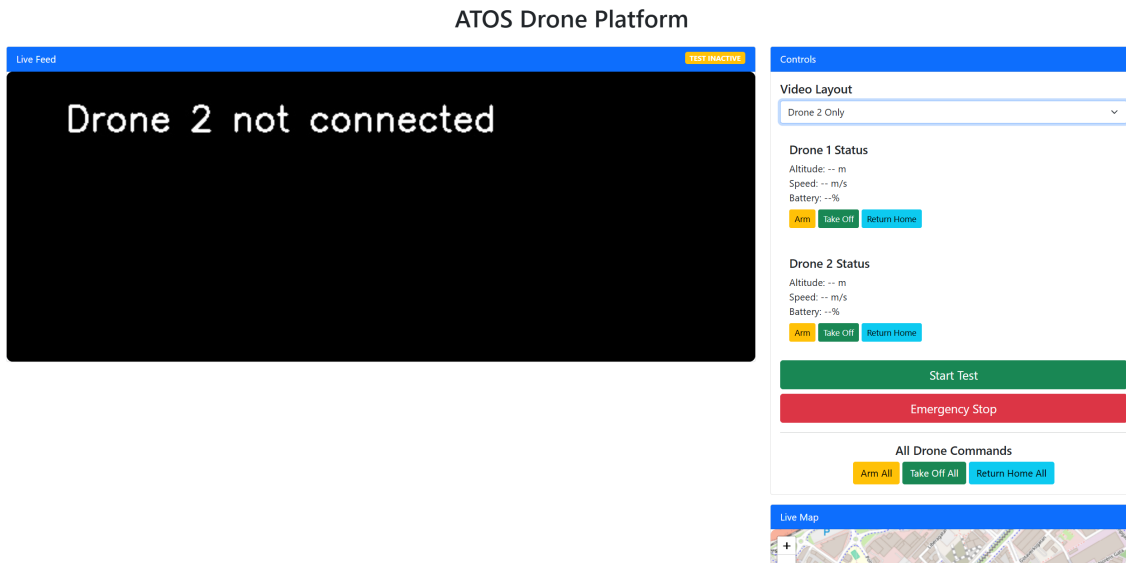 ATOS Drone Platform
Live Feed
TEST INACTIVE
Drone 2 not connected
Controls
Video Layout
Drone 2 Only
Drone 1 Status
Altitude: -- m
Speed: -- m/s
Battery: --%
Arm
Take Off
Return Home
Drone 2 Status
Altitude: -- m
Speed: -- m/s
Battery: --%
Arm
Take Off
Return Home
Start Test
Emergency Stop
All Drone Commands
Arm All
Take Off All
Return Home All
Live Map
P
+